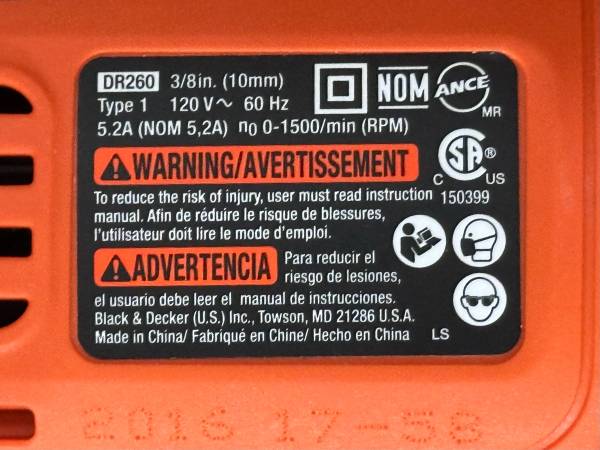 DR260 3/8in. (10mm)
Type 1 120 V~ 60 Hz
5.2A (NOM 5,2A) n0 0-1500/min (RPM)
NOM ANCE
MR
SA ®
C US
150399
WARNING/AVERTISSEMENT
To reduce the risk of injury, user must read instruction
manual. Afin de réduire le risque de blessures,
l'utilisateur doit lire le mode d'emploi.
ADVERTENCIA Para reducir el
riesgo de lesiones,
el usuario debe leer el manual de instrucciones.
Black & Decker (U.S.) Inc., Towson, MD 21286 U.S.A.
Made in China/ Fabriqué en Chine/ Hecho en China LS
2016 17-58